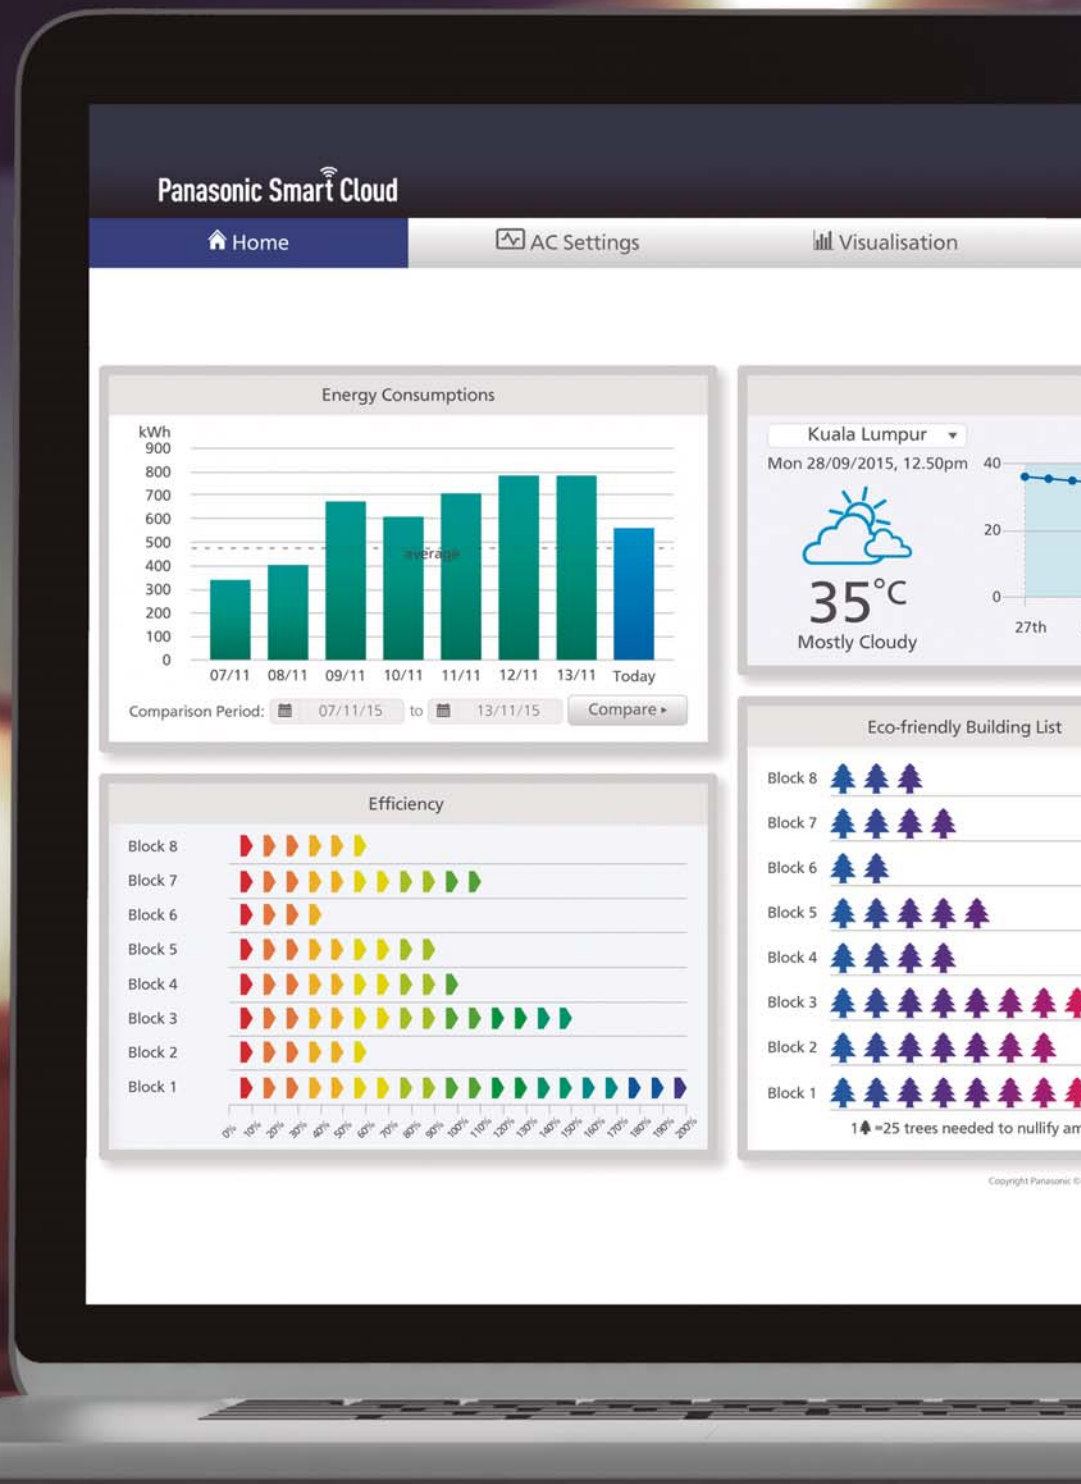 Panasonic Smart Cloud
Home
AC Settings
Visualisation
Energy Consumptions
kWh
900
800
700
600
500
400
300
200
100
0
average
07/11 08/11 09/11 10/11 11/11 12/11 13/11 Today
Comparison Period: 07/11/15 to 13/11/15 Compare
Kuala Lumpur
Mon 28/09/2015, 12.50pm
35°C
Mostly Cloudy
40
20
0
27th
Efficiency
Block 8
Block 7
Block 6
Block 5
Block 4
Block 3
Block 2
Block 1
0% 10% 20% 30% 40% 50% 60% 70% 80% 90% 100% 110% 120% 130% 140% 150% 160% 170% 180% 190% 200%
Eco-friendly Building List
Block 8
Block 7
Block 6
Block 5
Block 4
Block 3
Block 2
Block 1
1 =25 trees needed to nullify am
Copyright Panasonic ©